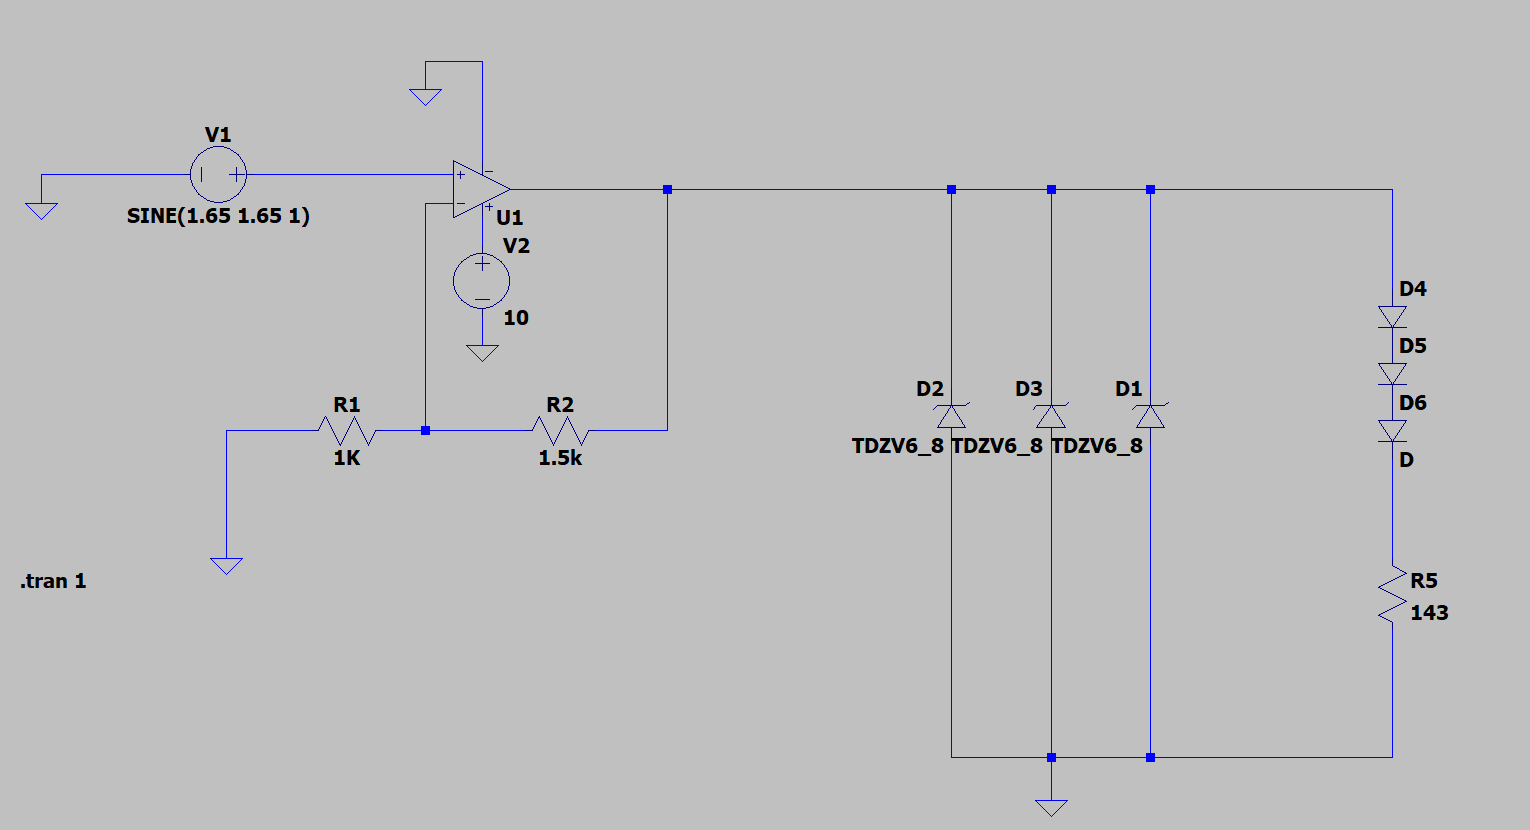 V1
SINE(1.65 1.65 1)
U1
V2
10
R1
1K
R2
1.5k
D2
TDZV6_8
D3
TDZV6_8
D1
TDZV6_8
D4
D5
D6
D
R5
143
.tran 1